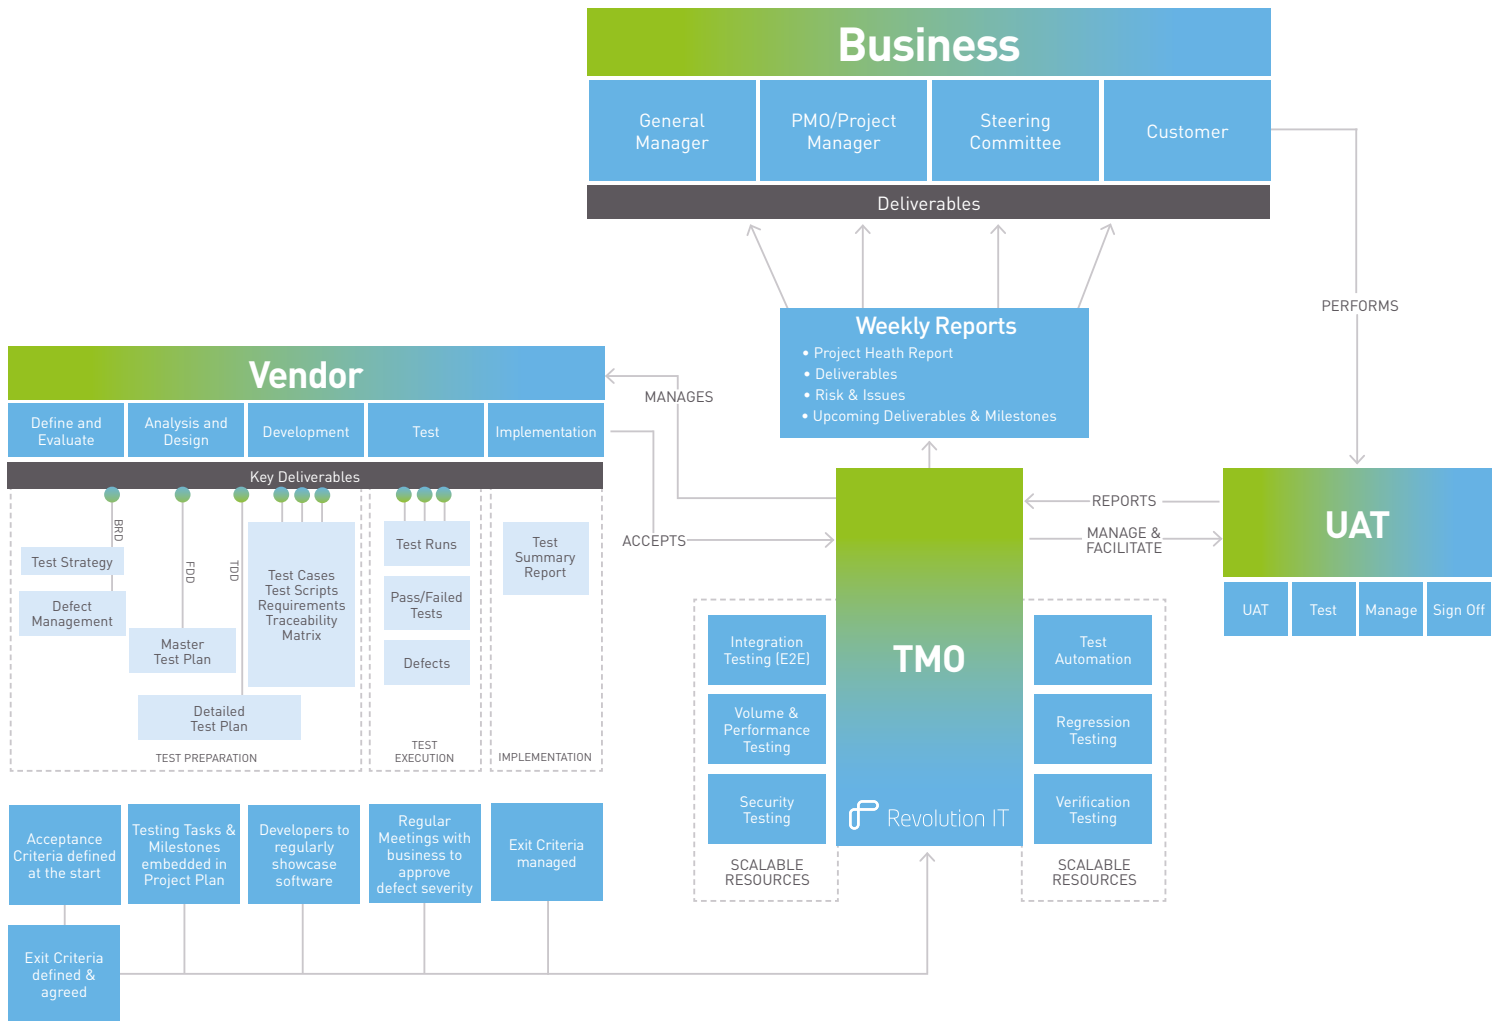 Business
General
Manager
PMO/Project
Manager
Steering
Committee
Customer
Deliverables
PERFORMS
Weekly Reports
• Project Heath Report
• Deliverables
• Risk & Issues
• Upcoming Deliverables & Milestones
Vendor
MANAGES
Define and
Evaluate
Analysis and
Design
Development
Test
Implementation
Key Deliverables
BRD
FDD
TDD
Test Strategy
Defect
Management
Master
Test Plan
Detailed
Test Plan
Test Cases
Test Scripts
Requirements
Traceability
Matrix
TEST PREPARATION
Test Runs
Pass/Failed
Tests
Defects
TEST
EXECUTION
Test
Summary
Report
IMPLEMENTATION
ACCEPTS
TMO
Revolution IT
REPORTS
MANAGE &
FACILITATE
UAT
UAT
Test
Manage
Sign Off
Integration
Testing (E2E)
Volume &
Performance
Testing
Security
Testing
SCALABLE
RESOURCES
Test
Automation
Regression
Testing
Verification
Testing
SCALABLE
RESOURCES
Acceptance
Criteria defined
at the start
Testing Tasks &
Milestones
embedded in
Project Plan
Developers to
regularly
showcase
software
Regular
Meetings with
business to
approve
defect severity
Exit Criteria
managed
Exit Criteria
defined &
agreed